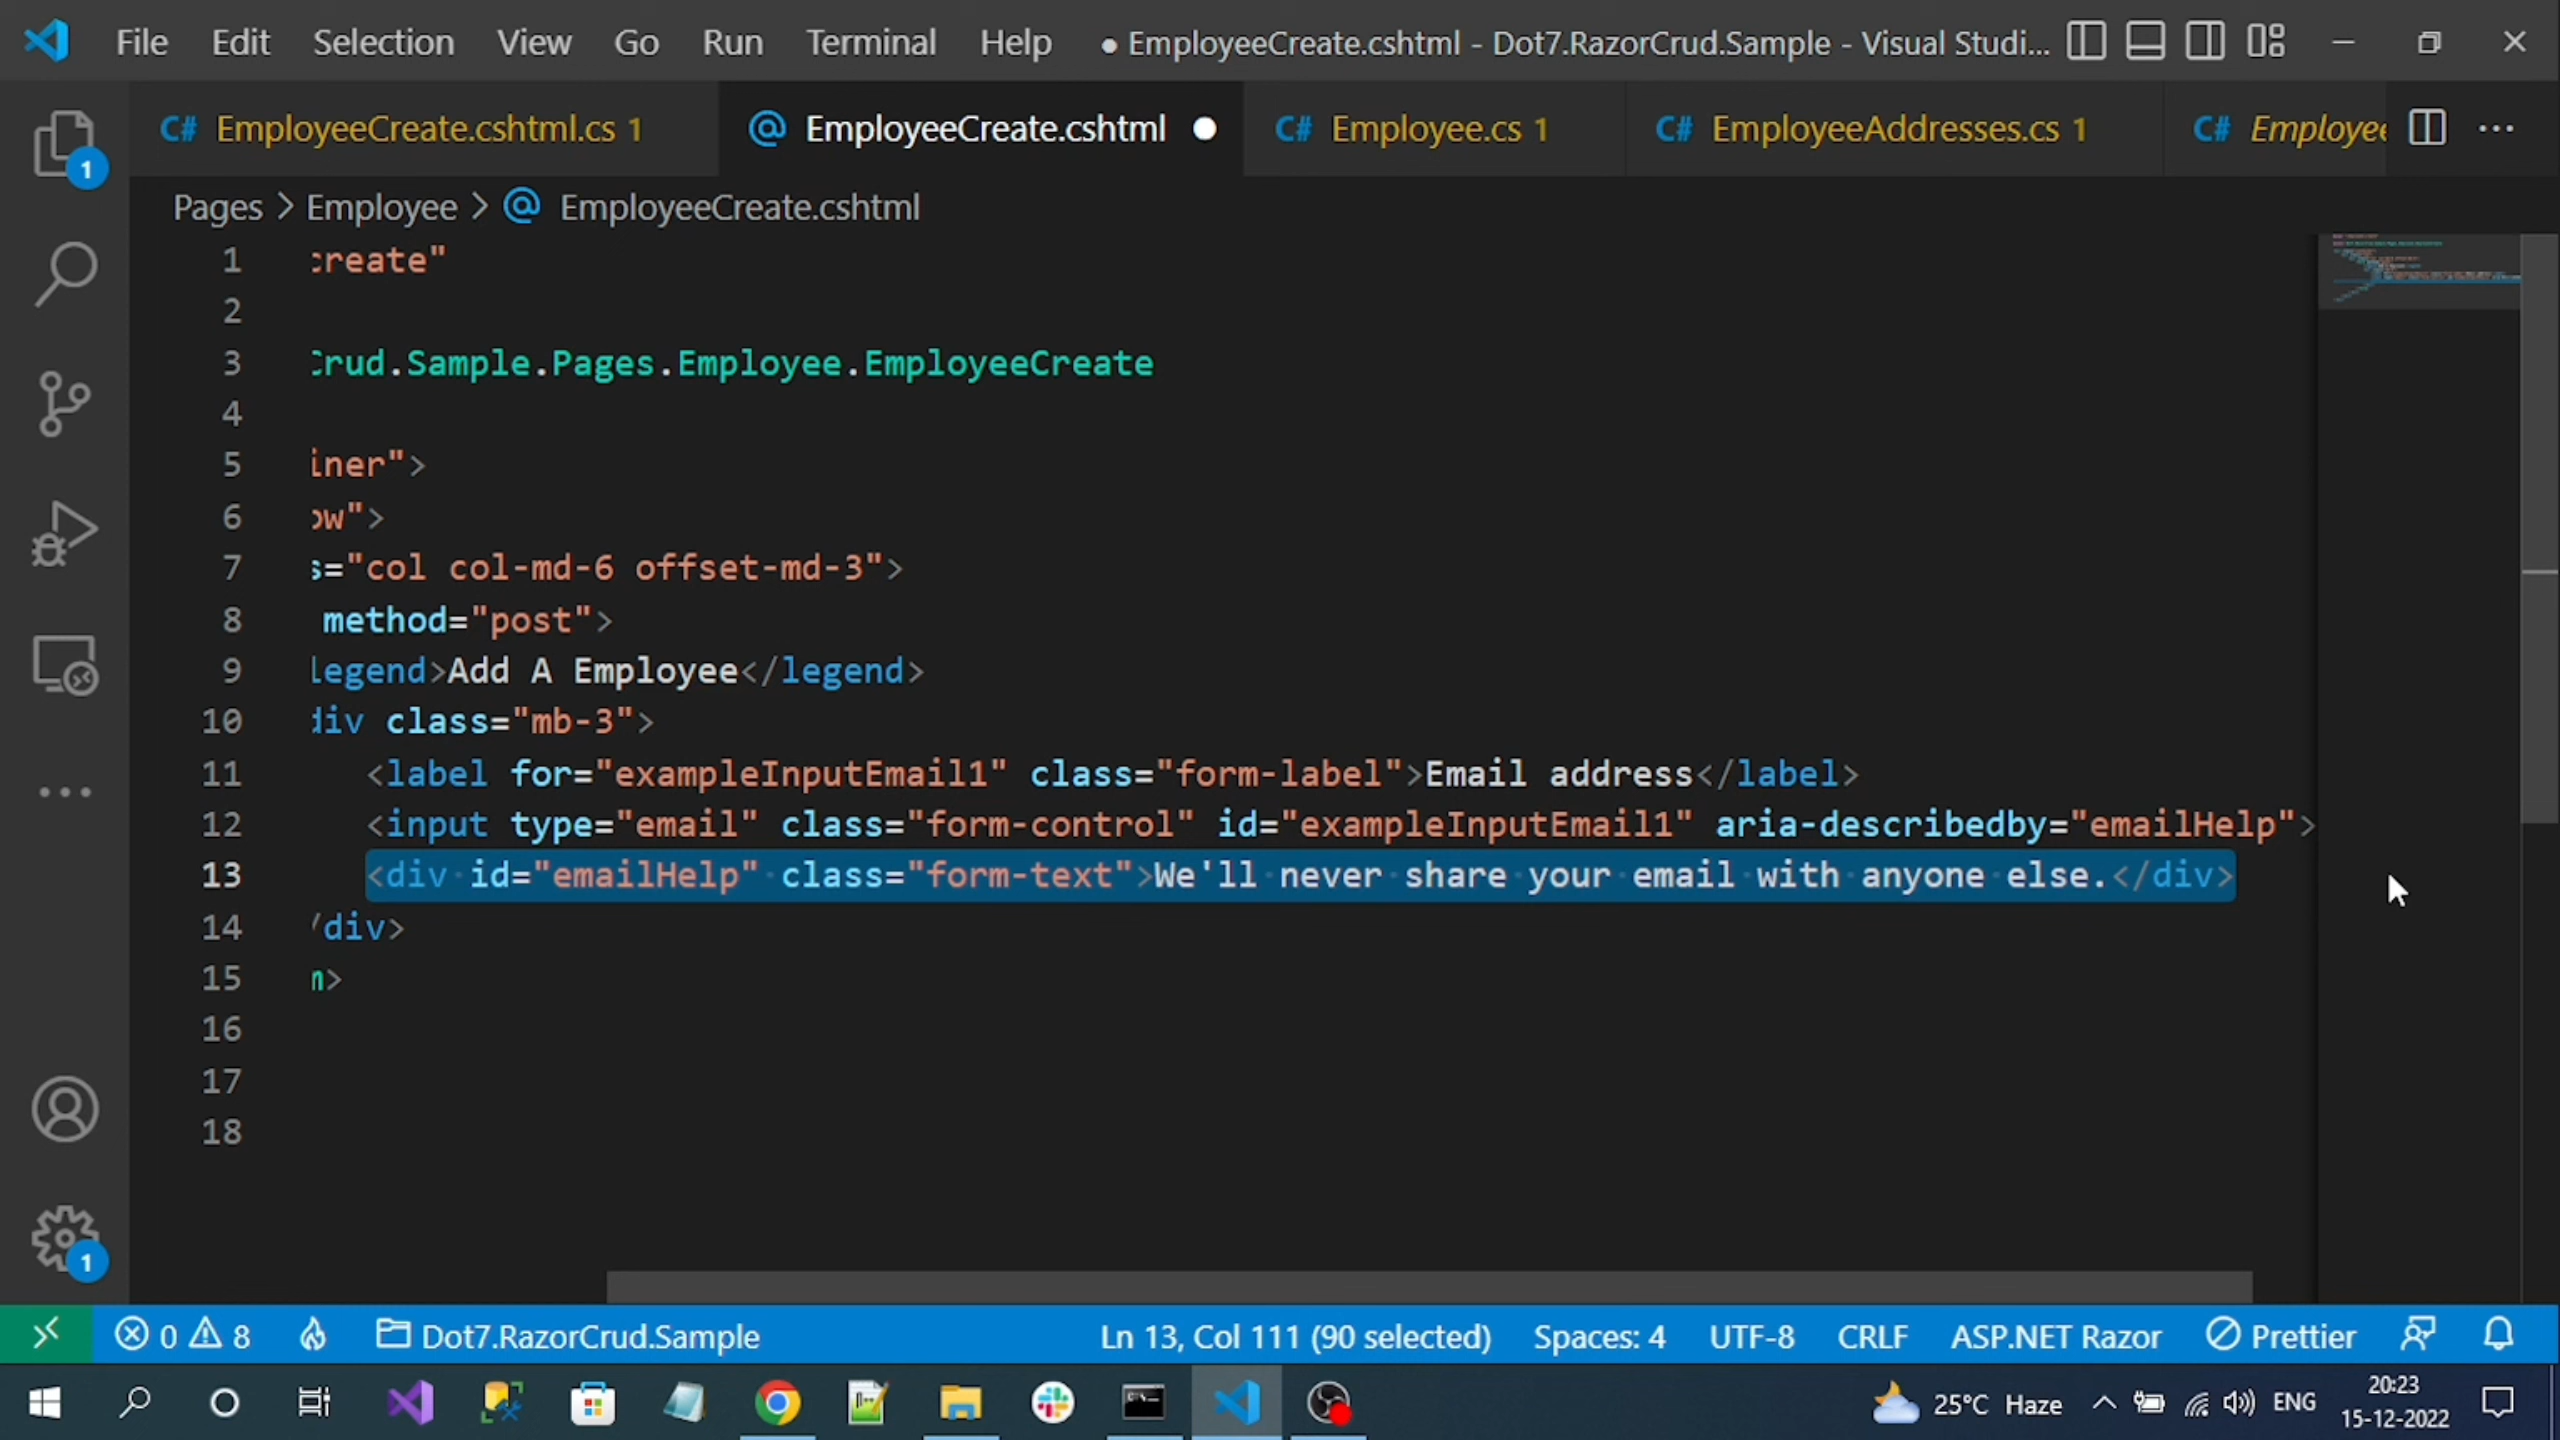 File Edit Selection View Go Run Terminal Help ● EmployeeCreate.cshtml - Dot7.RazorCrud.Sample - Visual Studi...
C# EmployeeCreate.cshtml.cs 1 @ EmployeeCreate.cshtml ● C# Employee.cs 1 C# EmployeeAddresses.cs 1 C# Employee
Pages > Employee > @ EmployeeCreate.cshtml
1 create"
2
3 Crud.Sample.Pages.Employee.EmployeeCreate
4
5 iner">
6 ow">
7 s="col col-md-6 offset-md-3">
8 method="post">
9 legend>Add A Employee</legend>
10 div class="mb-3">
11 <label for="exampleInputEmail1" class="form-label">Email address</label>
12 <input type="email" class="form-control" id="exampleInputEmail1" aria-describedby="emailHelp">
13 <div id="emailHelp" class="form-text">We'll never share your email with anyone else.</div>
14 /div>
15 m>
16
17
18
1
1
0 8 Dot7.RazorCrud.Sample Ln 13, Col 111 (90 selected) Spaces: 4 UTF-8 CRLF ASP.NET Razor Prettier
25°C Haze ENG 20:23
15-12-2022